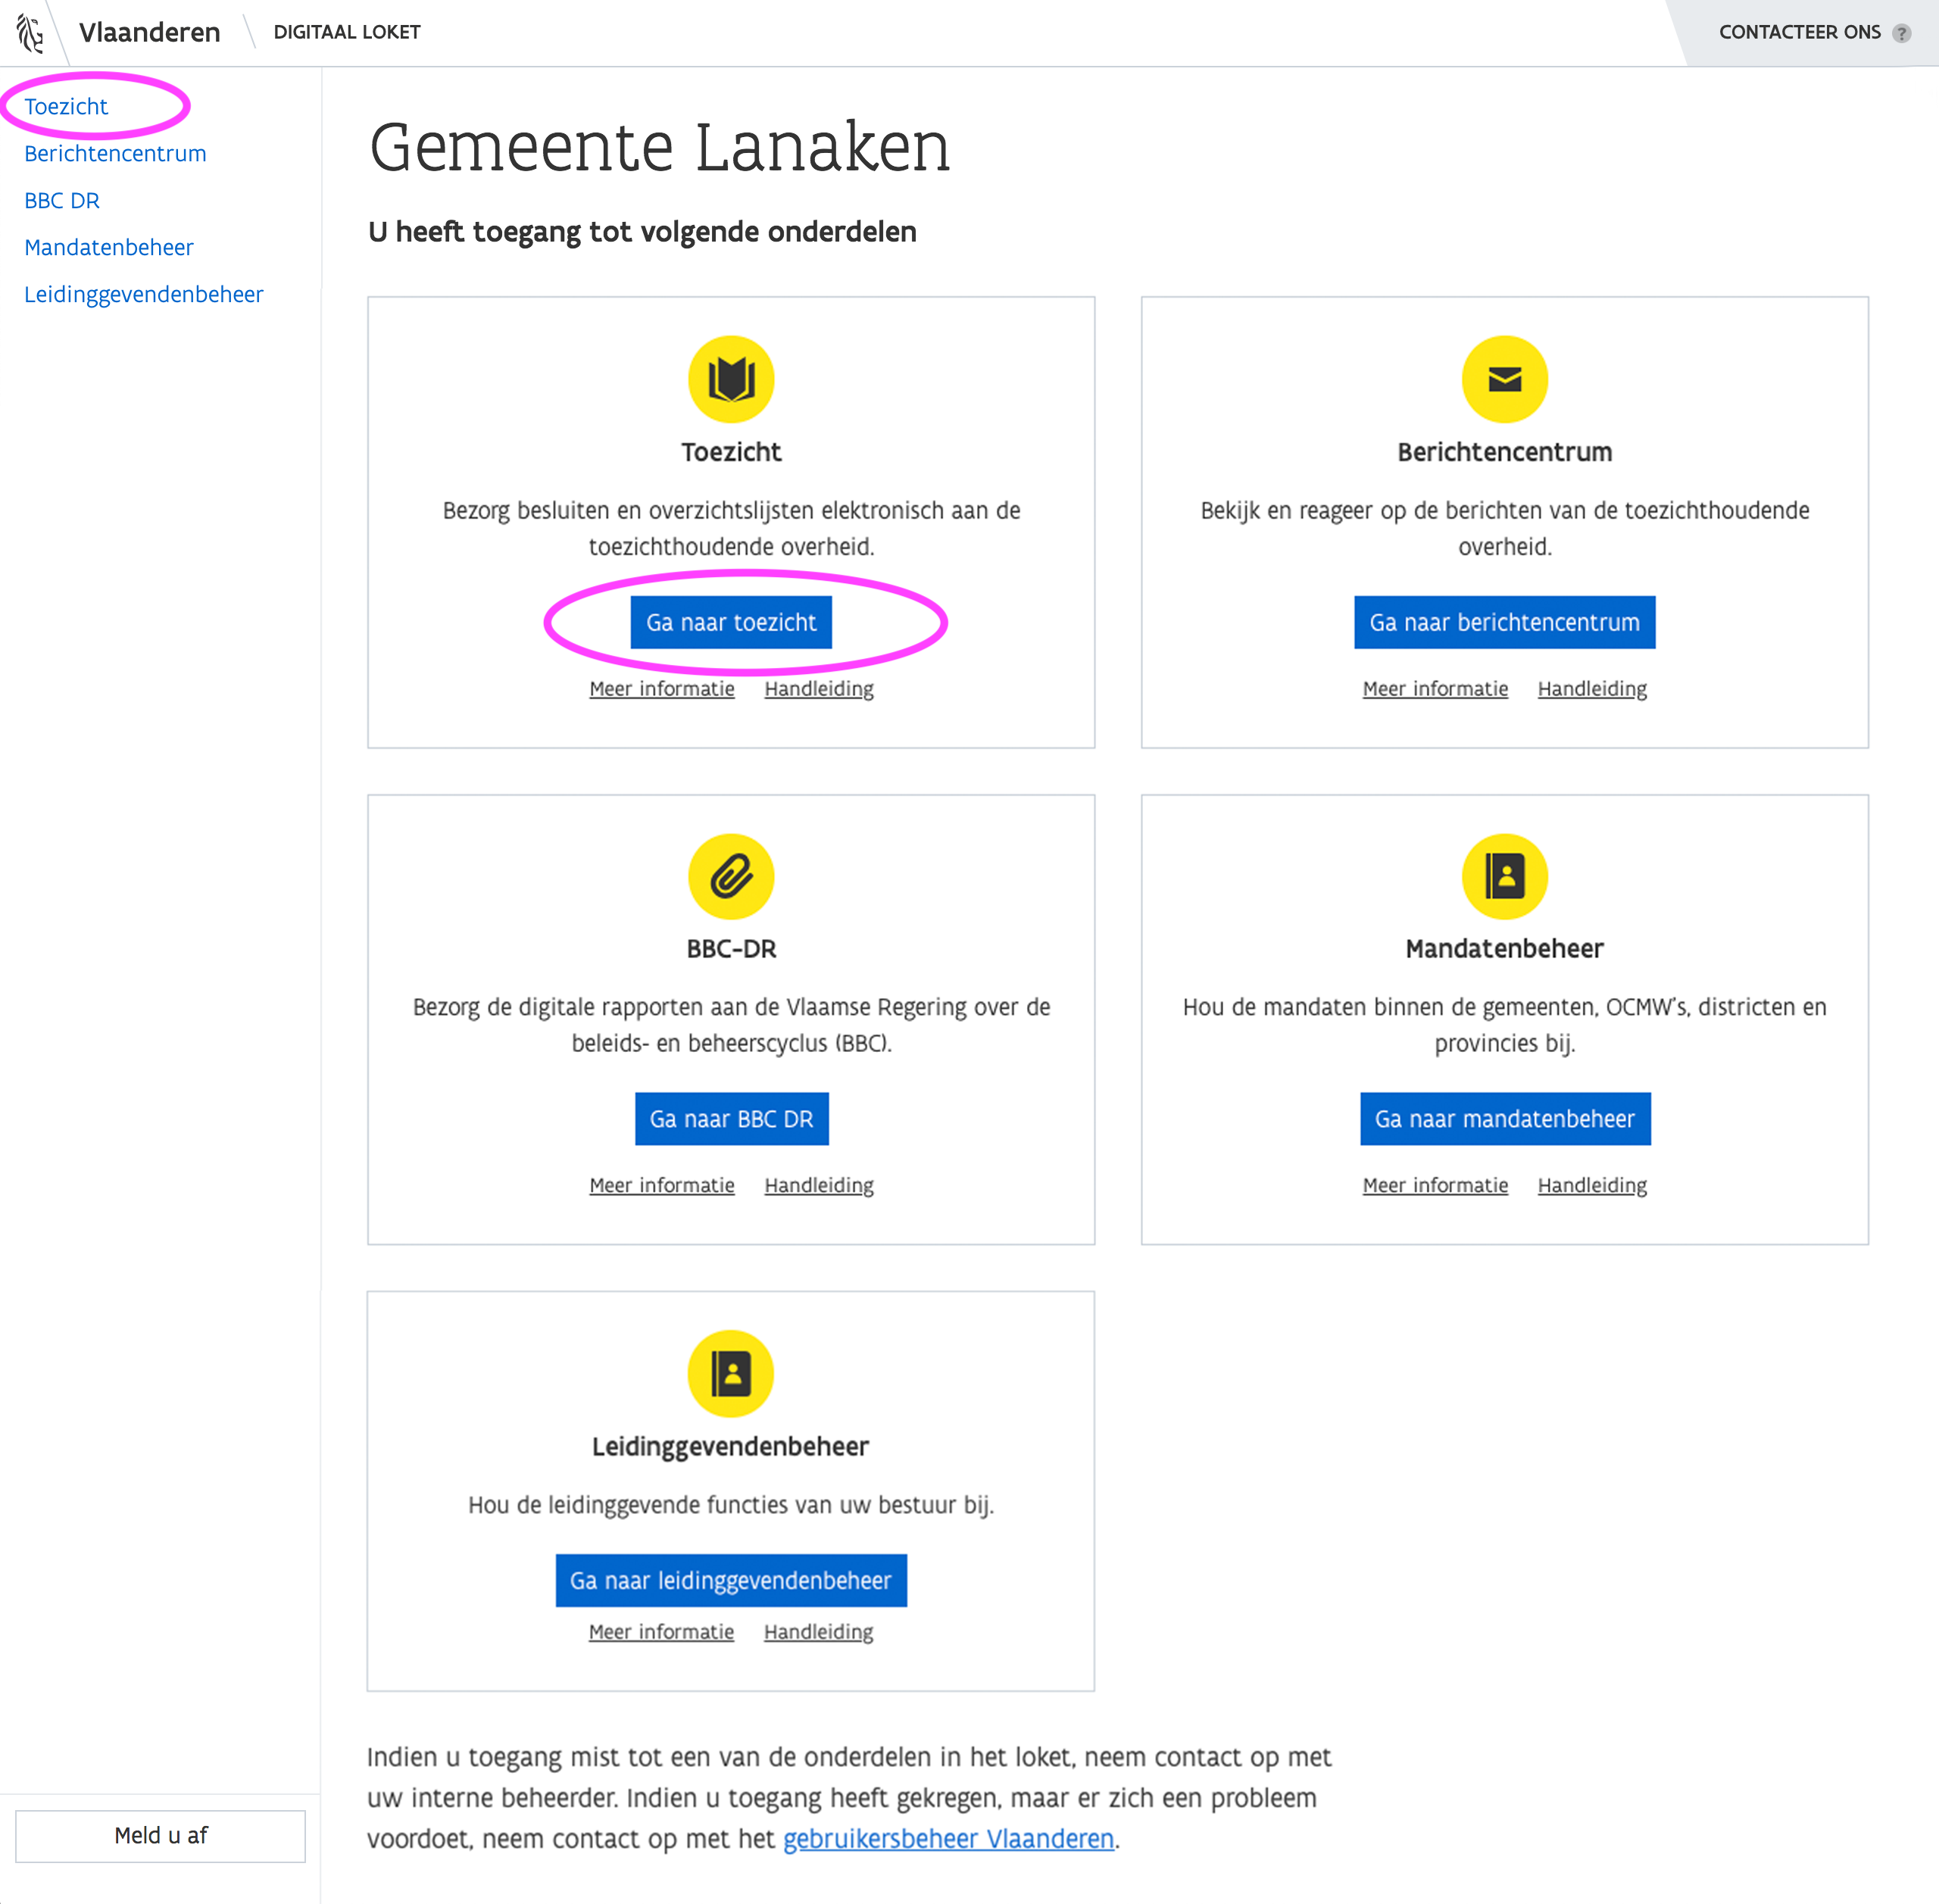 Vlaanderen
DIGITAAL LOKET
CONTACTEER ONS ?
Toezicht
Berichtencentrum
BBC DR
Mandatenbeheer
Leidinggevendenbeheer
Gemeente Lanaken
U heeft toegang tot volgende onderdelen
Toezicht
Bezorg besluiten en overzichtslijsten elektronisch aan de
toezichthoudende overheid.
Ga naar toezicht
Meer informatie Handleiding
Berichtencentrum
Bekijk en reageer op de berichten van de toezichthoudende
overheid.
Ga naar berichtencentrum
Meer informatie Handleiding
BBC-DR
Bezorg de digitale rapporten aan de Vlaamse Regering over de
beleids- en beheerscyclus (BBC).
Ga naar BBC DR
Meer informatie Handleiding
Mandatenbeheer
Hou de mandaten binnen de gemeenten, OCMW's, districten en
provincies bij.
Ga naar mandatenbeheer
Meer informatie Handleiding
Leidinggevendenbeheer
Hou de leidinggevende functies van uw bestuur bij.
Ga naar leidinggevendenbeheer
Meer informatie Handleiding
Indien u toegang mist tot een van de onderdelen in het loket, neem contact op met
uw interne beheerder. Indien u toegang heeft gekregen, maar er zich een probleem
voordoet, neem contact op met het gebruikersbeheer Vlaanderen.
Meld u af